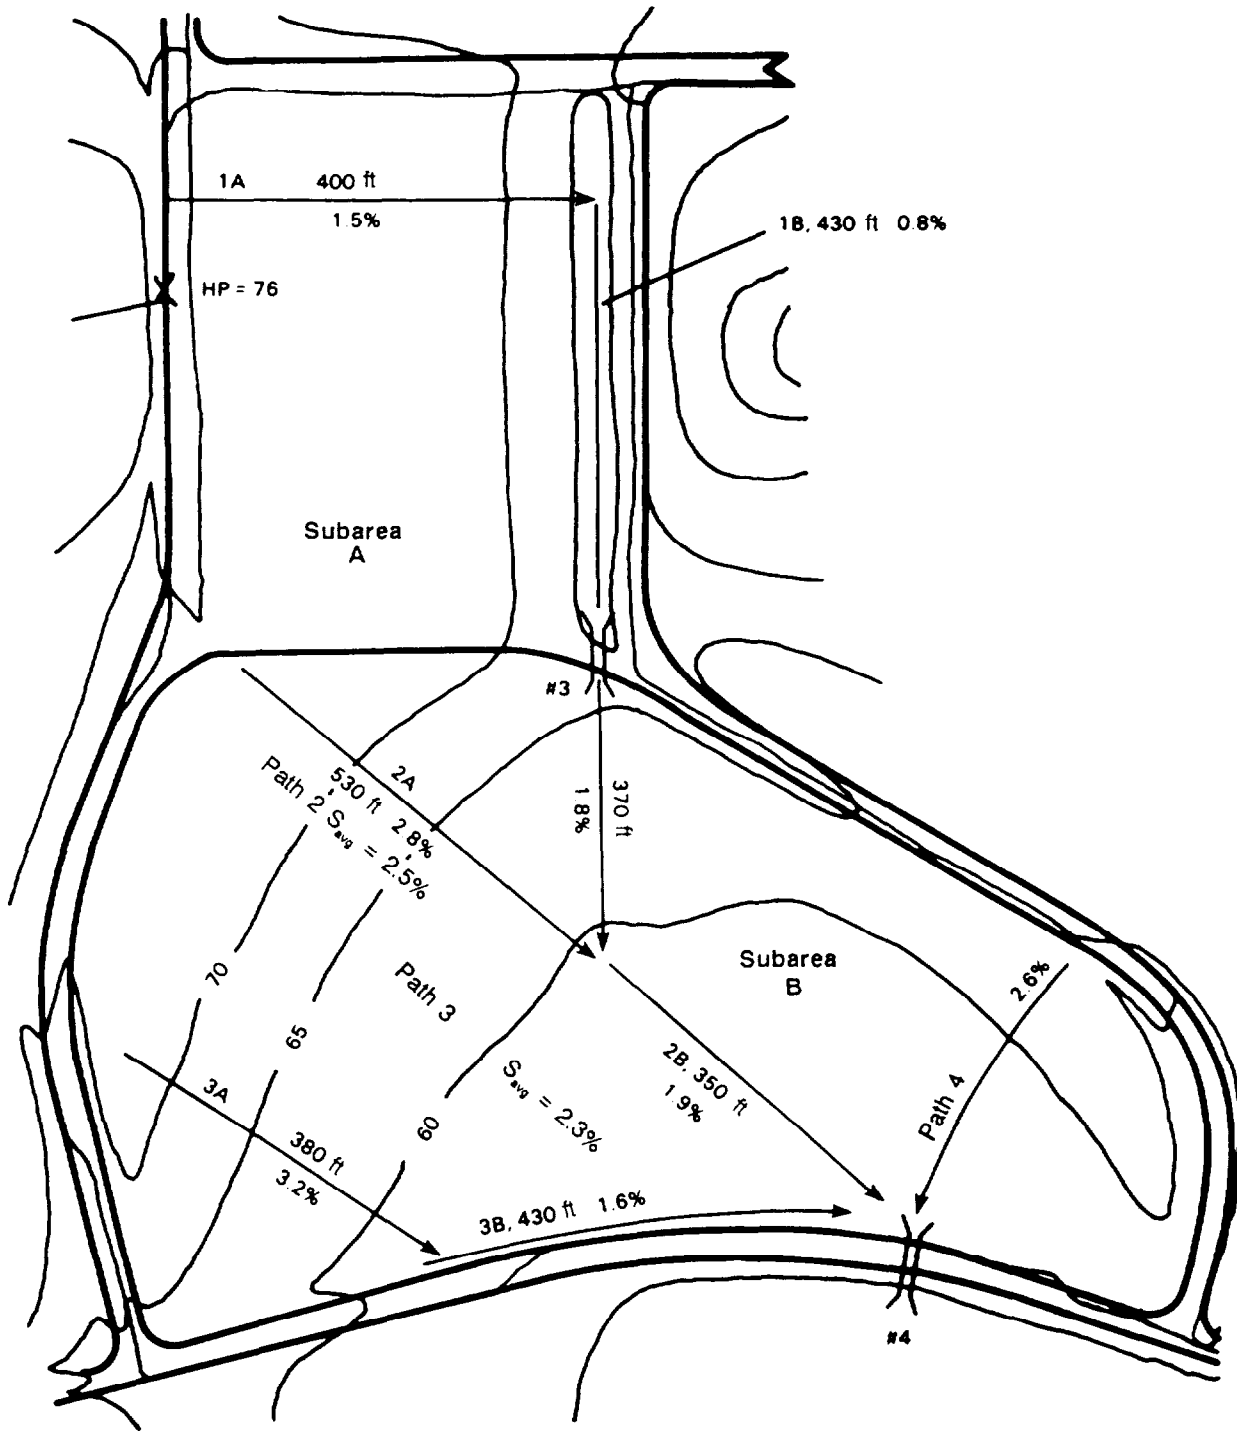 1A 400 ft
1.5%
1B, 430 ft 0.8%
HP = 76
Subarea
A
#3
2A
530 ft, 2.8%
Path 2, Savg = 2.5%
370 ft
1.8%
70
65
60
Path 3
Savg = 2.3%
Subarea
B
2.6%
Path 4
2B, 350 ft
1.9%
3A
380 ft
3.2%
3B, 430 ft 1.6%
#4